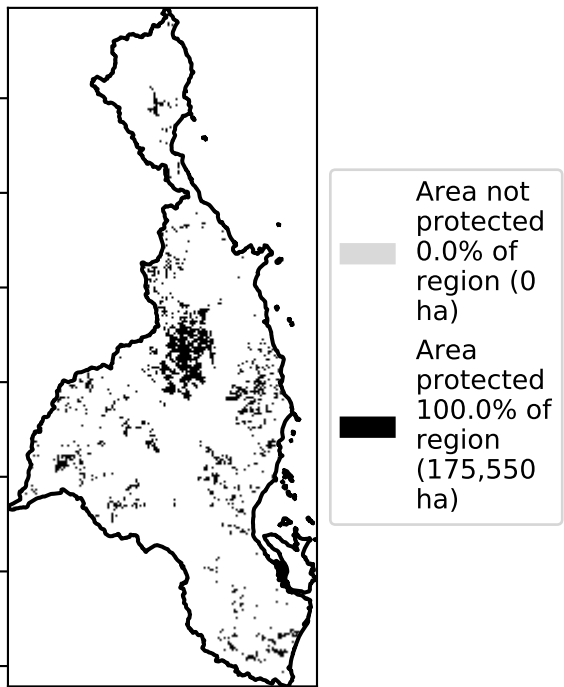 Area not
protected
0.0% of
region (0
ha)
Area
protected
100.0% of
region
(175,550
ha)